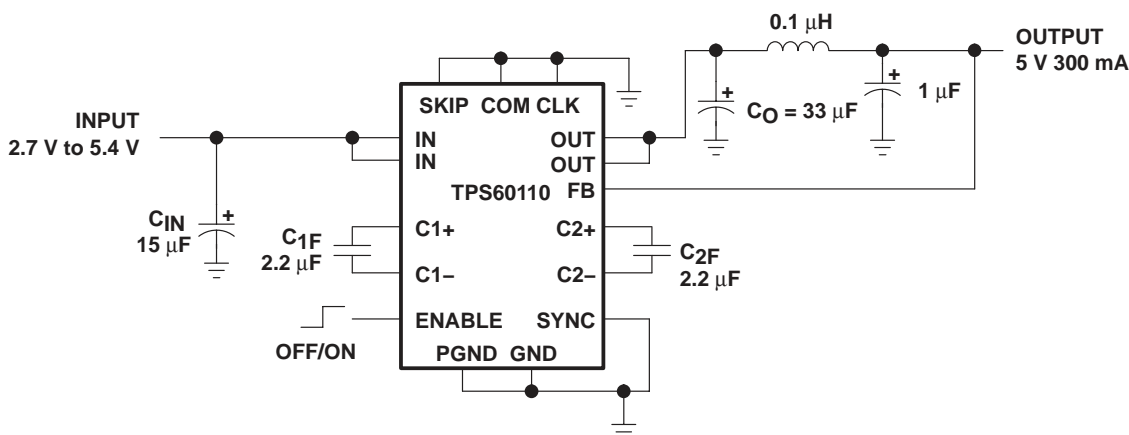 0.1 μH
OUTPUT
5 V 300 mA
1 μF
CO = 33 μF
SKIP COM CLK
INPUT
2.7 V to 5.4 V
IN
OUT
IN
OUT
TPS60110
FB
CIN
15 μF
C1F
2.2 μF
C1+
C2+
C1–
C2–
C2F
2.2 μF
ENABLE
SYNC
OFF/ON
PGND GND
+
+
+